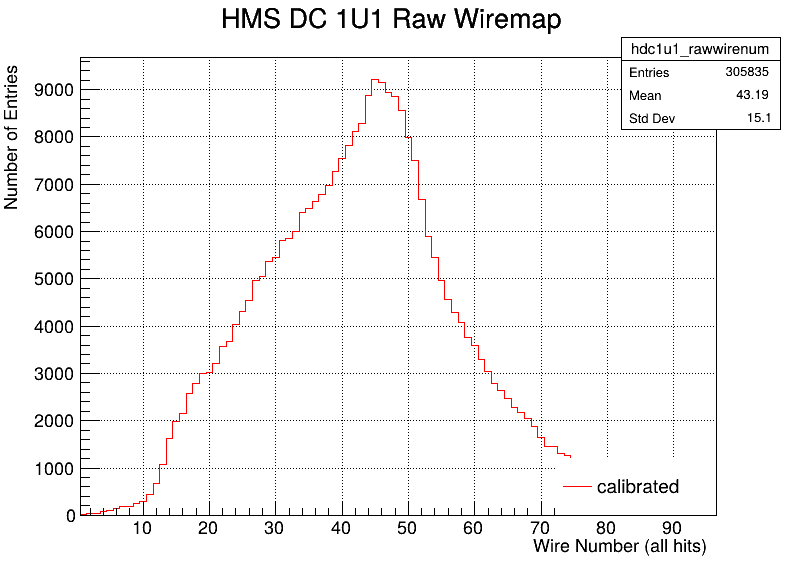 HMS DC 1U1 Raw Wiremap
hdc1u1_rawwirenum
Entries 305835
Mean 43.19
Std Dev 15.1
Number of Entries
9000
8000
7000
6000
5000
4000
3000
2000
1000
0
calibrated
10 20 30 40 50 60 70 80 90
Wire Number (all hits)